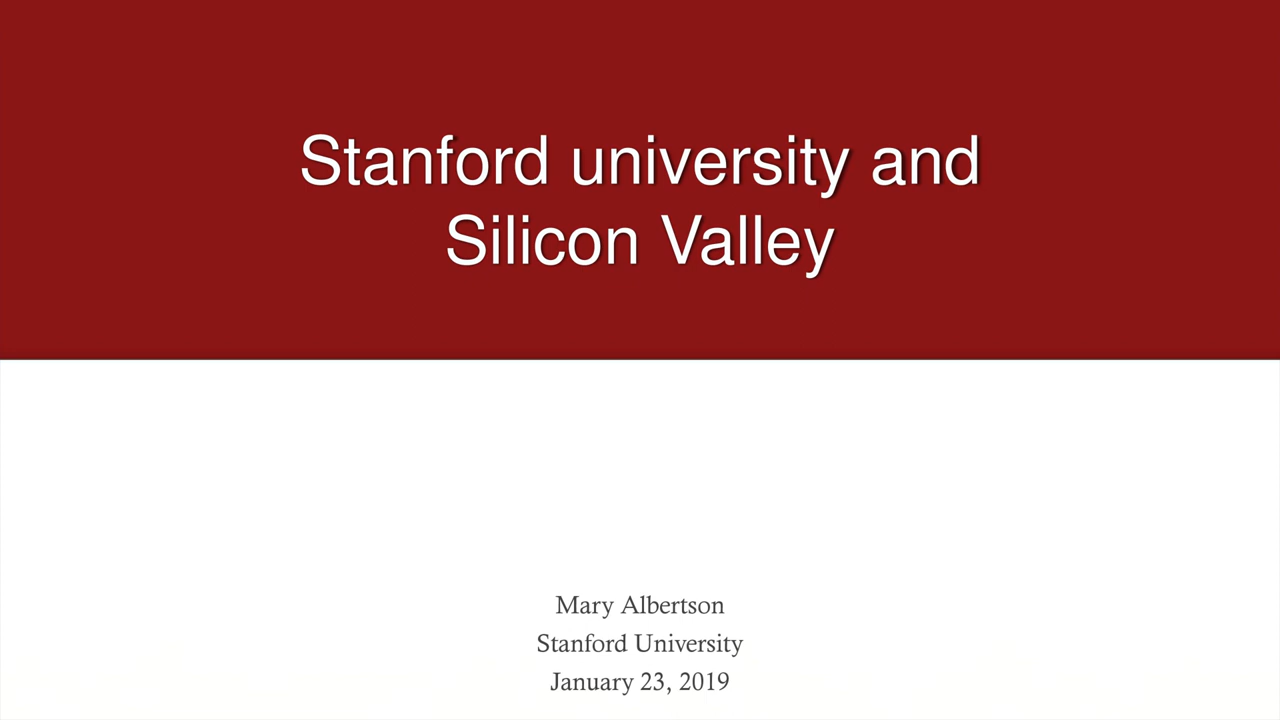 Stanford university and
Silicon Valley
Mary Albertson
Stanford University
January 23, 2019